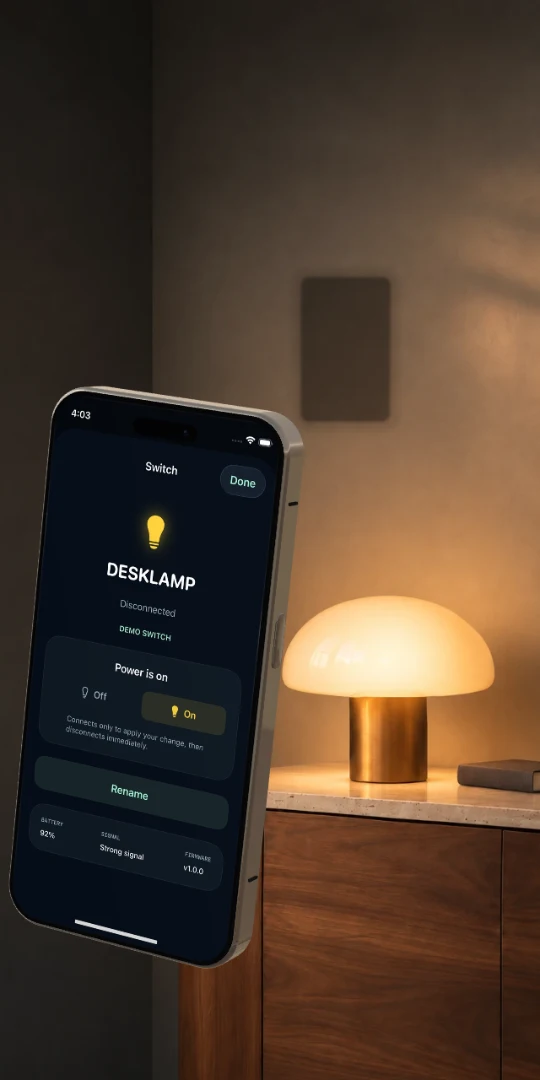 4:03
Switch
Done
DESKLAMP
Disconnected
DEMO SWITCH
Power is on
Off
On
Connects only to apply your change, then
disconnects immediately.
Rename
BATTERY
SIGNAL
FIRMWARE
92%
Strong signal
v1.0.0